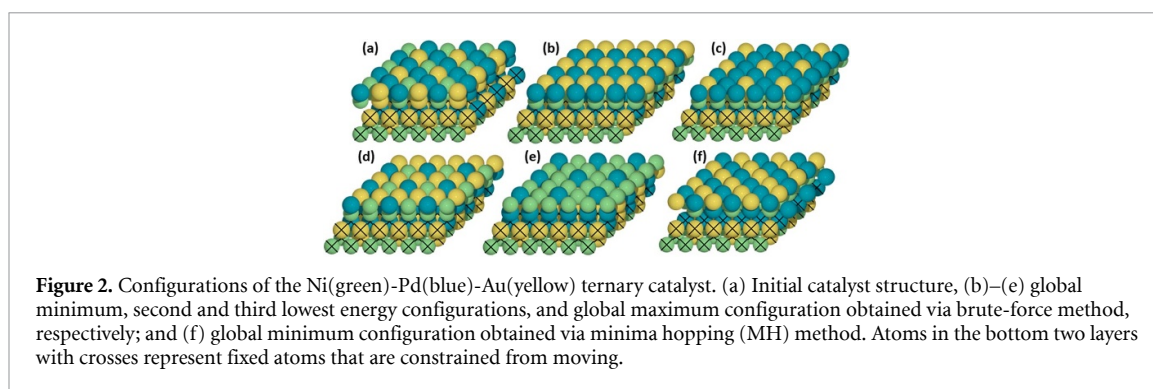 (a)
(b)
(c)
(d)
(e)
(f)
Figure 2. Configurations of the Ni(green)-Pd(blue)-Au(yellow) ternary catalyst. (a) Initial catalyst structure, (b)–(e) global
minimum, second and third lowest energy configurations, and global maximum configuration obtained via brute-force method,
respectively; and (f) global minimum configuration obtained via minima hopping (MH) method. Atoms in the bottom two layers
with crosses represent fixed atoms that are constrained from moving.